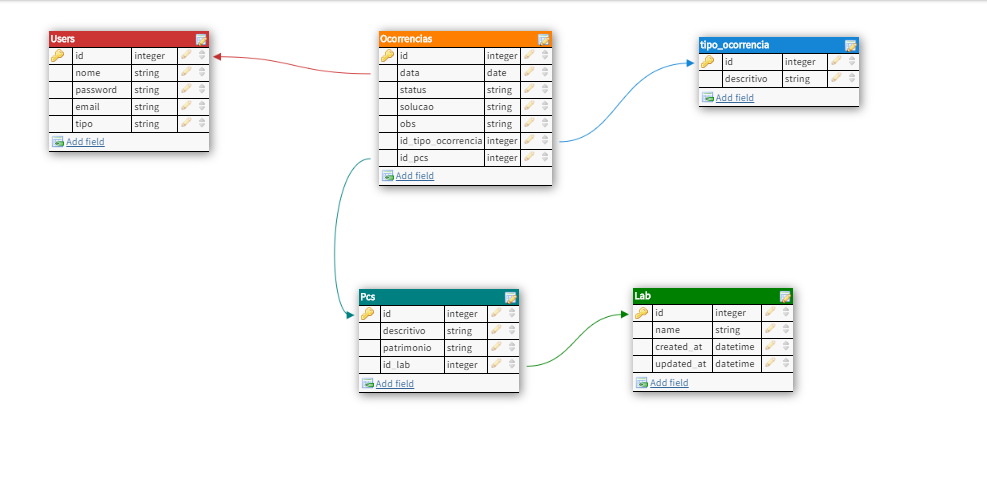 Users
id integer
nome string
password string
email string
tipo string
Add field
Ocorrencias
id integer
data date
status string
solucao string
obs string
id_tipo_ocorrencia integer
id_pcs integer
Add field
tipo_ocorrencia
id integer
descritivo string
Add field
Pcs
id integer
descritivo string
patrimonio string
id_lab integer
Add field
Lab
id integer
name string
created_at datetime
updated_at datetime
Add field